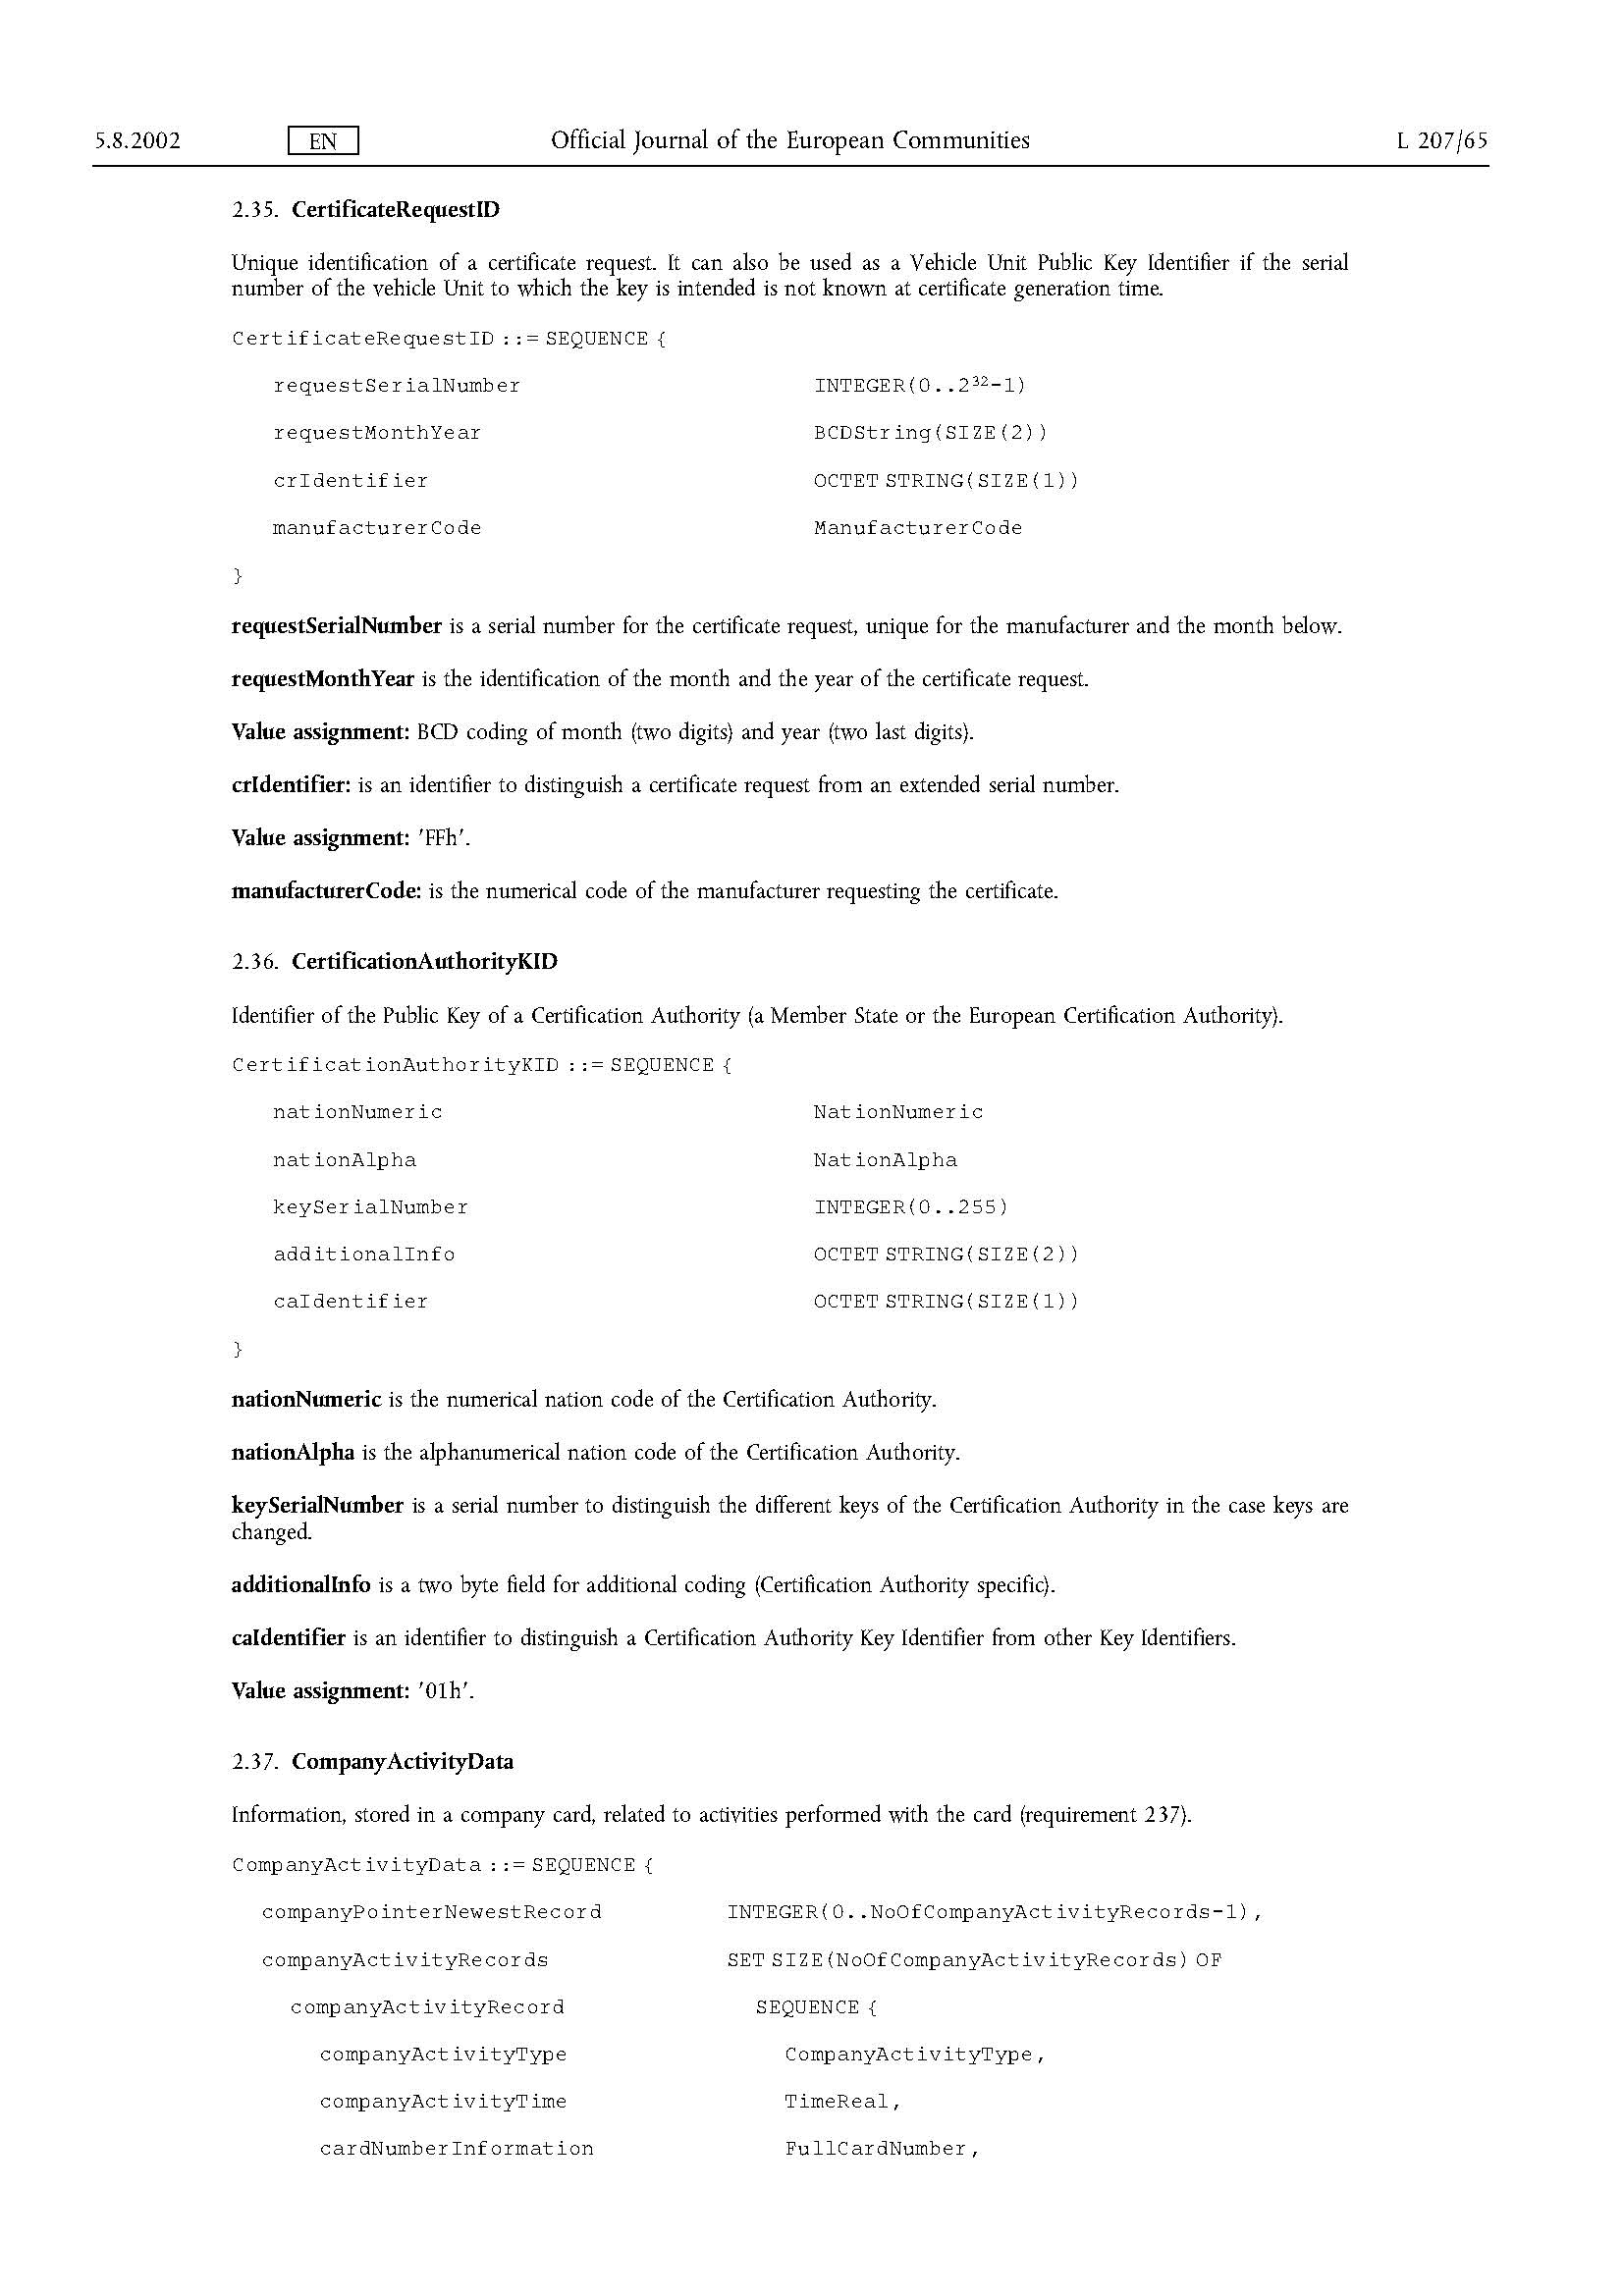 5.8.2002 EN Official Journal of the European Communities L 207/65
2.35. CertificateRequestID
Unique identification of a certificate request. It can also be used as a Vehicle Unit Public Key Identifier if the serial
number of the vehicle Unit to which the key is intended is not known at certificate generation time.
CertificateRequestID ::= SEQUENCE {
requestSerialNumber INTEGER(0..2³²-1)
requestMonthYear BCDString(SIZE(2))
crIdentifier OCTET STRING(SIZE(1))
manufacturerCode ManufacturerCode
}
requestSerialNumber is a serial number for the certificate request, unique for the manufacturer and the month below.
requestMonthYear is the identification of the month and the year of the certificate request.
Value assignment: BCD coding of month (two digits) and year (two last digits).
crIdentifier: is an identifier to distinguish a certificate request from an extended serial number.
Value assignment: 'FFh'.
manufacturerCode: is the numerical code of the manufacturer requesting the certificate.
2.36. CertificationAuthorityKID
Identifier of the Public Key of a Certification Authority (a Member State or the European Certification Authority).
CertificationAuthorityKID ::= SEQUENCE {
nationNumeric NationNumeric
nationAlpha NationAlpha
keySerialNumber INTEGER(0..255)
additionalInfo OCTET STRING(SIZE(2))
caIdentifier OCTET STRING(SIZE(1))
}
nationNumeric is the numerical nation code of the Certification Authority.
nationAlpha is the alphanumerical nation code of the Certification Authority.
keySerialNumber is a serial number to distinguish the different keys of the Certification Authority in the case keys are
changed.
additionalInfo is a two byte field for additional coding (Certification Authority specific).
caIdentifier is an identifier to distinguish a Certification Authority Key Identifier from other Key Identifiers.
Value assignment: '01h'.
2.37. CompanyActivityData
Information, stored in a company card, related to activities performed with the card (requirement 237).
CompanyActivityData ::= SEQUENCE {
companyPointerNewestRecord INTEGER(0..NoOfCompanyActivityRecords-1),
companyActivityRecords SET SIZE(NoOfCompanyActivityRecords) OF
companyActivityRecord SEQUENCE {
companyActivityType CompanyActivityType,
companyActivityTime TimeReal,
cardNumberInformation FullCardNumber,